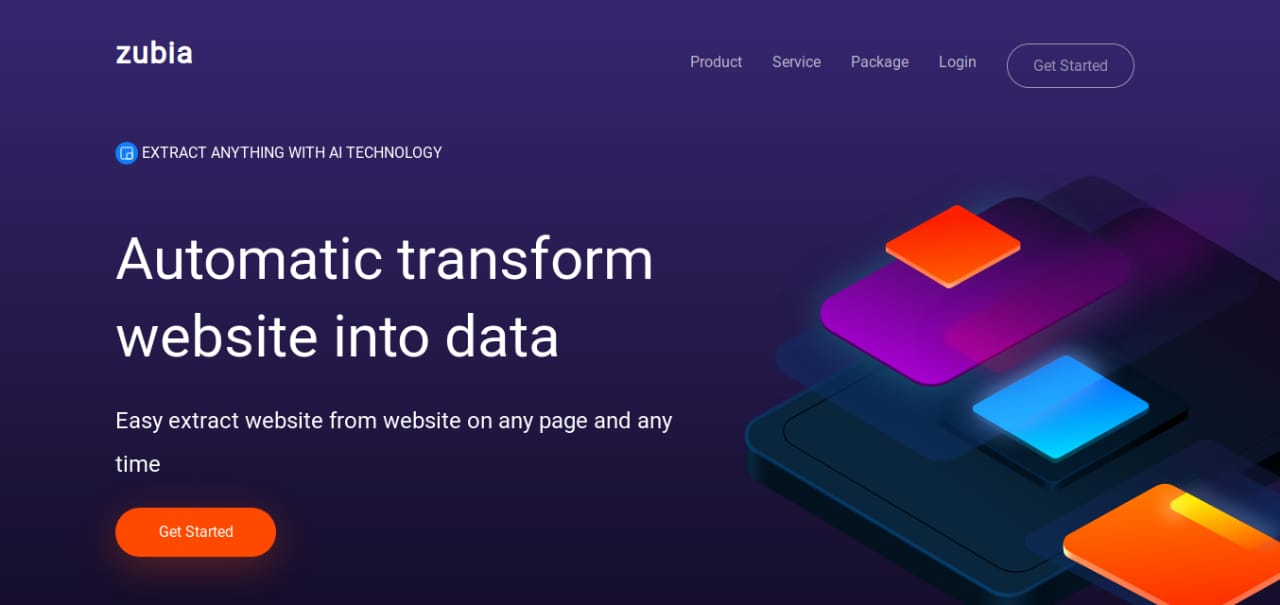 zubia
Product
Service
Package
Login
Get Started
EXTRACT ANYTHING WITH AI TECHNOLOGY
Automatic transform
website into data
Easy extract website from website on any page and any
time
Get Started